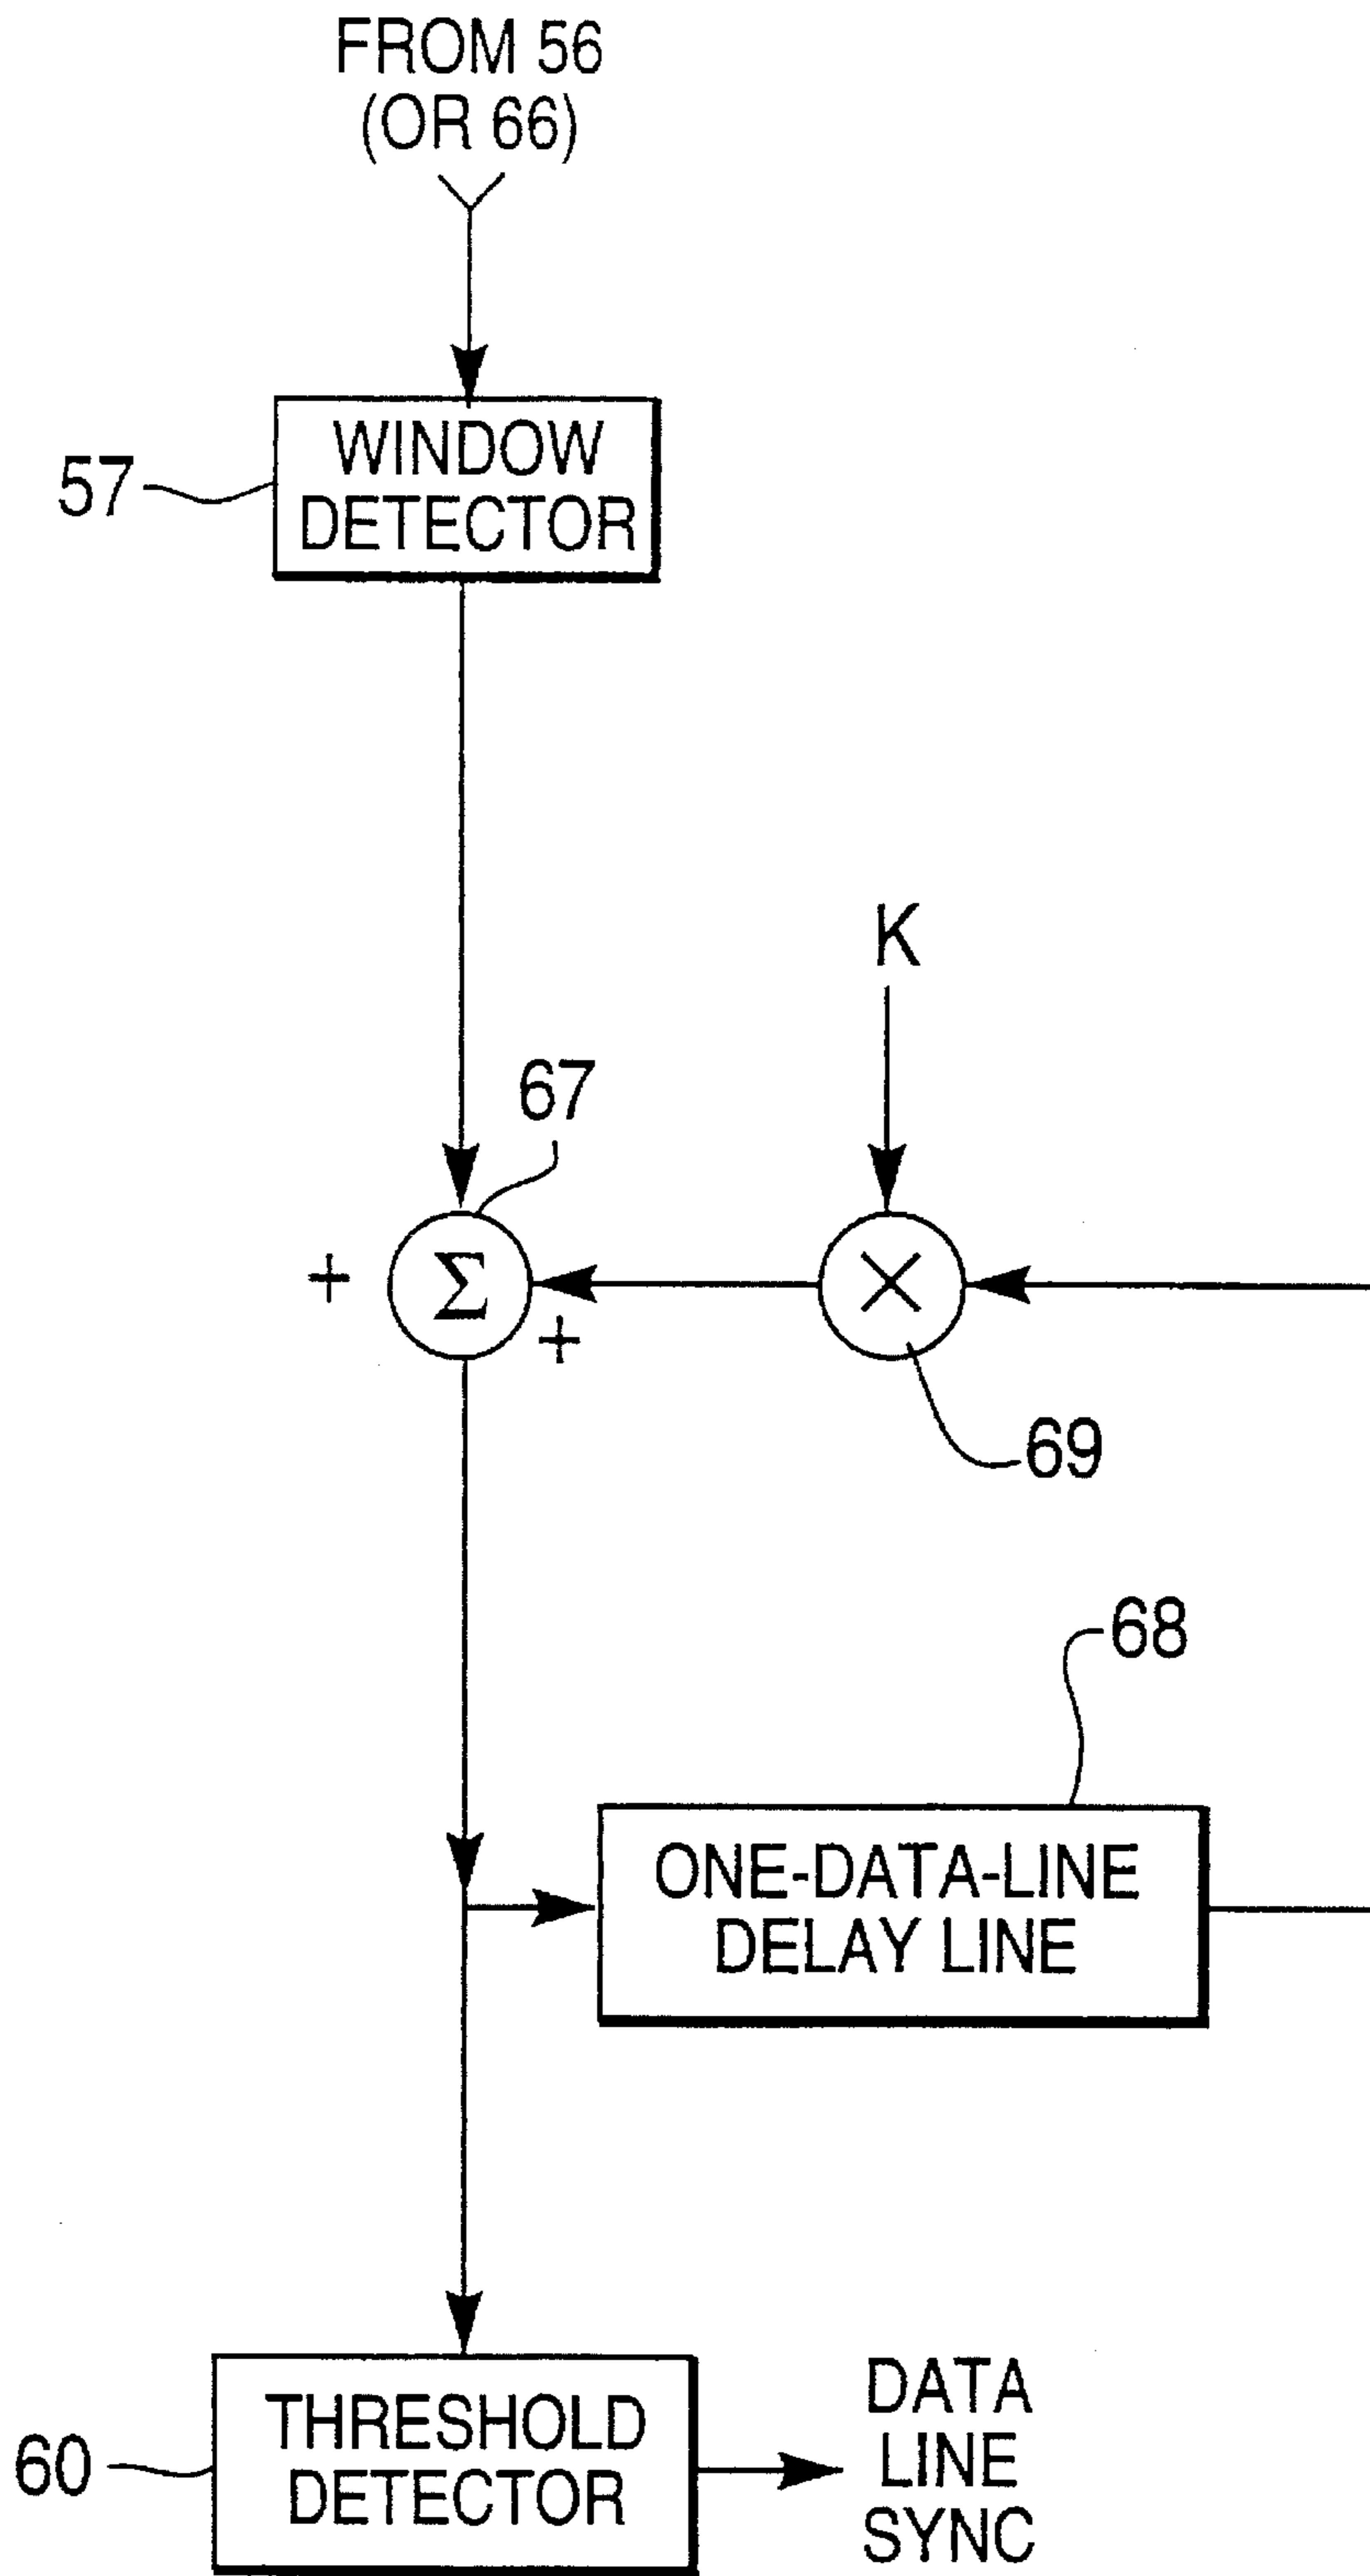 FROM 56
(OR 66)
WINDOW
DETECTOR
57
K
67
Σ
+
+
×
69
68
ONE-DATA-LINE
DELAY LINE
THRESHOLD
DETECTOR
60
DATA
LINE
SYNC